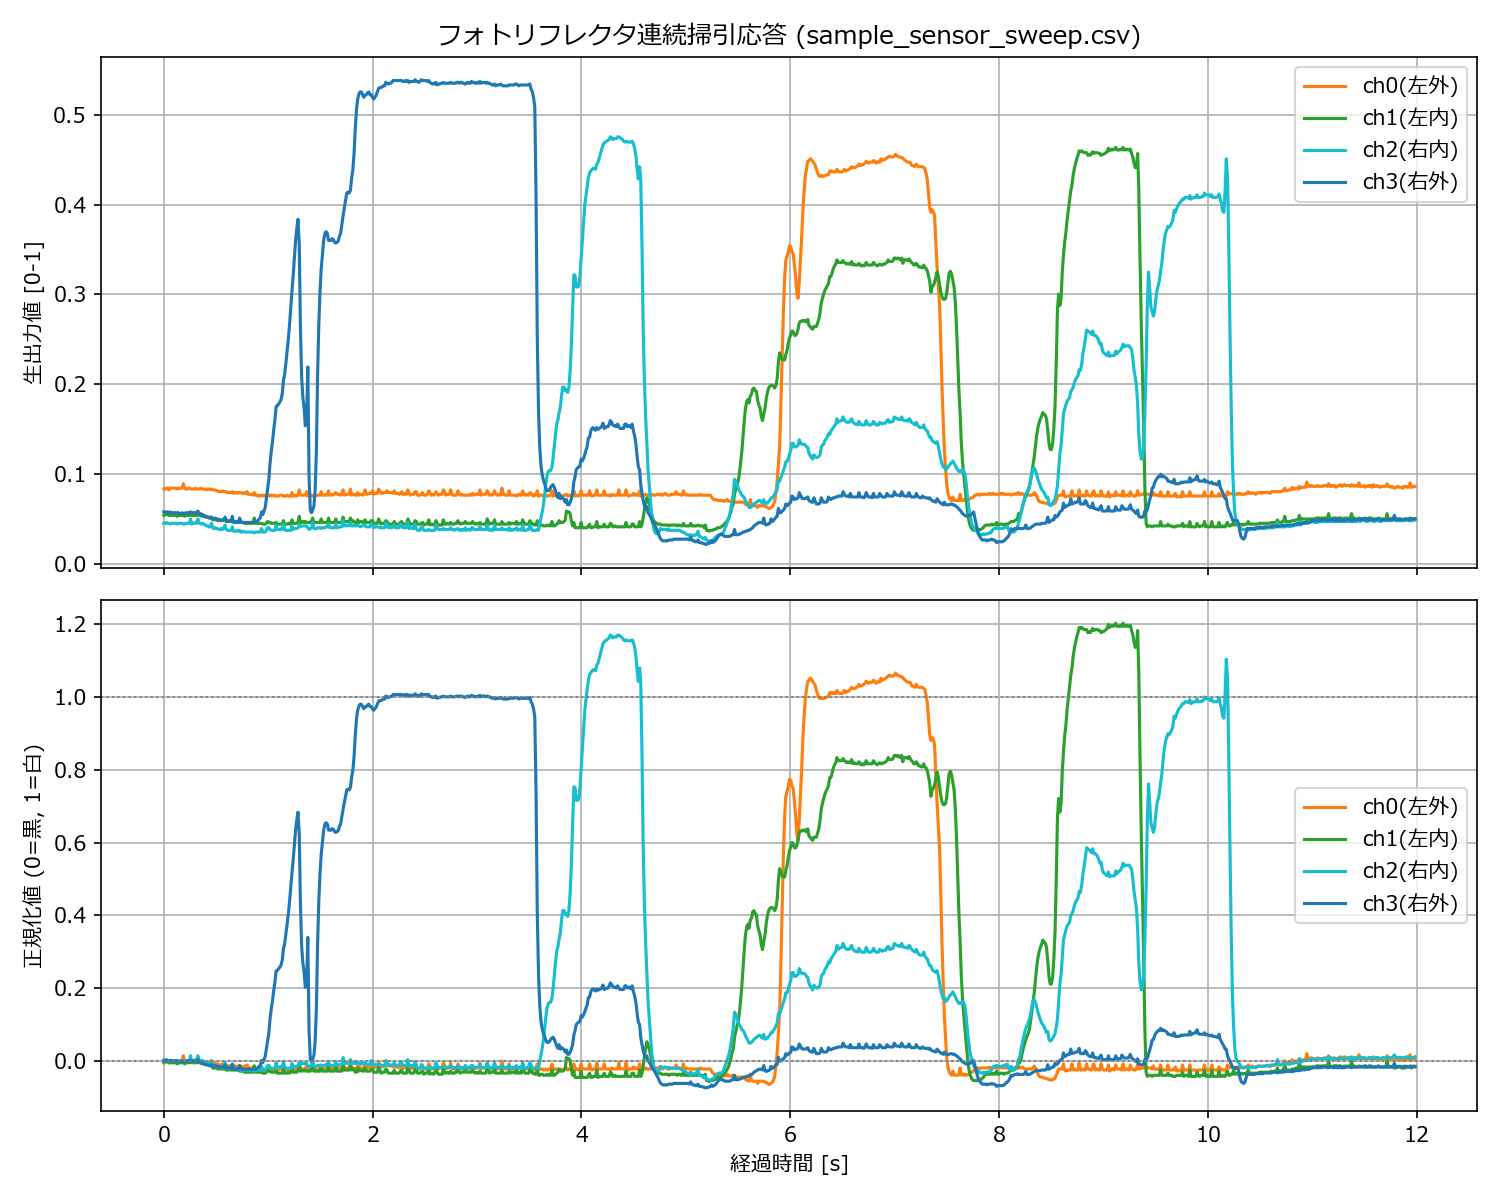 フォトリフレクタ連続掃引応答 (sample_sensor_sweep.csv)
生出力値 [0-1]
0.5
0.4
0.3
0.2
0.1
0.0
ch0(左外)
ch1(左内)
ch2(右内)
ch3(右外)
正規化値 (0=黒, 1=白)
1.2
1.0
0.8
0.6
0.4
0.2
0.0
ch0(左外)
ch1(左内)
ch2(右内)
ch3(右外)
0 2 4 6 8 10 12
経過時間 [s]